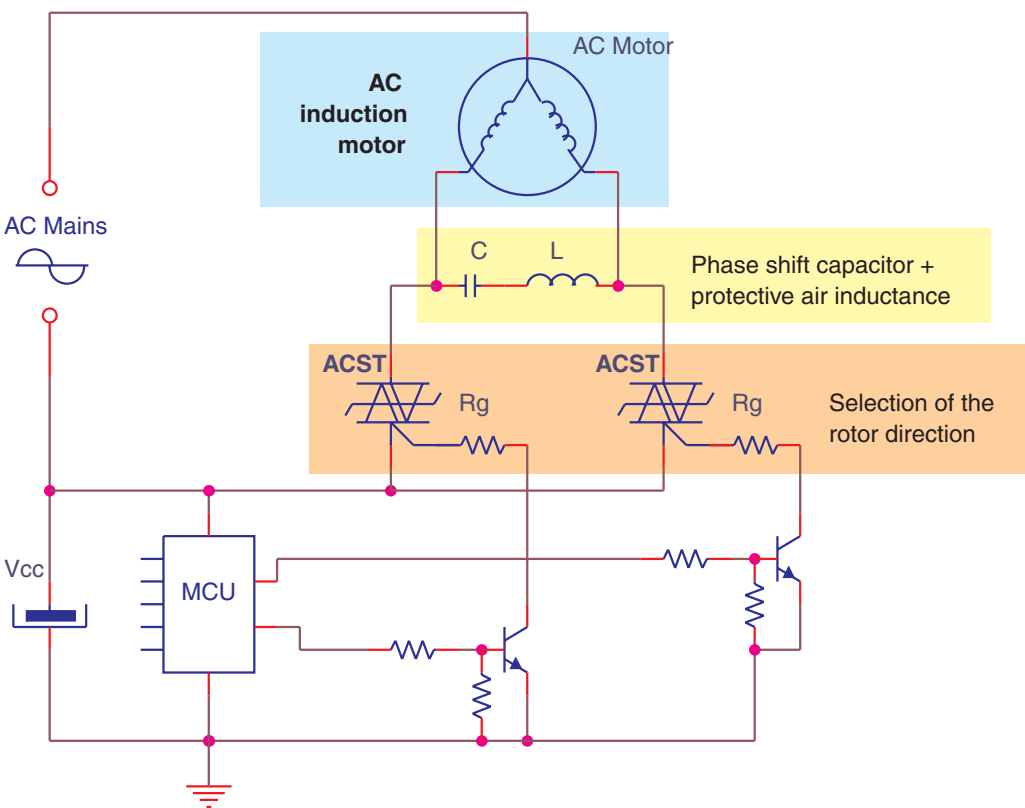 AC Motor
AC
induction
motor
AC Mains
C
L
Phase shift capacitor +
protective air inductance
ACST
ACST
Rg
Rg
Selection of the
rotor direction
Vcc
MCU